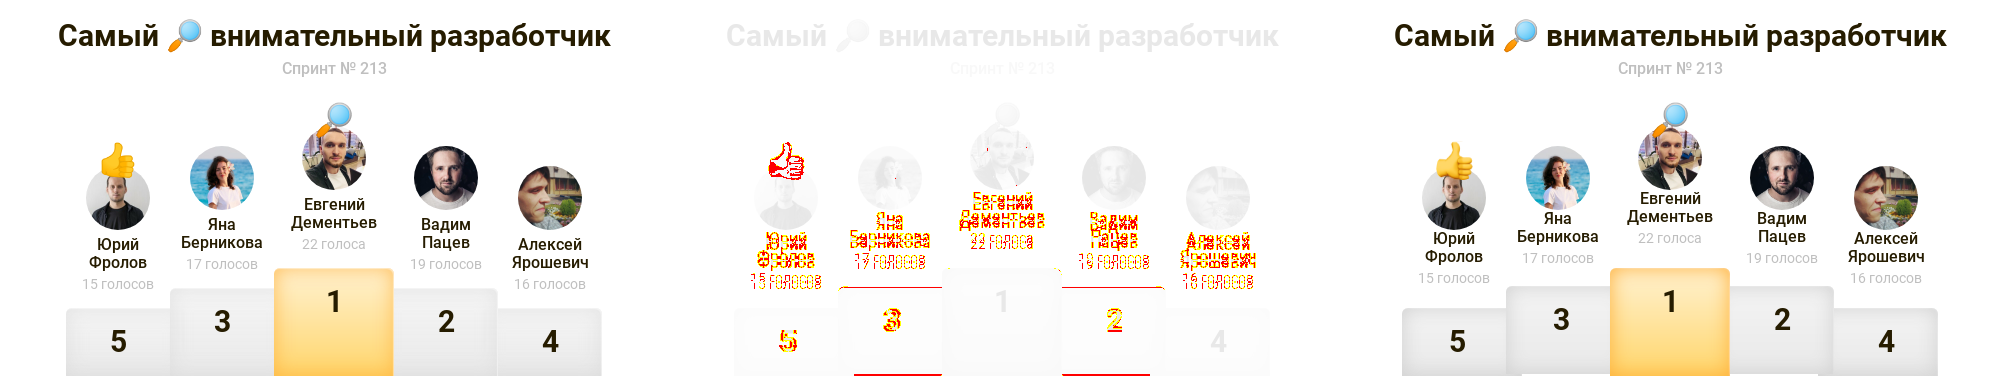 Самый 🔎 внимательный разработчик
Спринт № 213
Евгений
Дементьев
22 голоса
Яна
Берникова
17 голосов
Вадим
Пацев
19 голосов
Юрий
Фролов
15 голосов
Алексей
Ярошевич
16 голосов
5
3
1
2
4
Самый 🔎 внимательный разработчик
Спринт № 213
Евгений
Дементьев
22 голоса
Яна
Берникова
17 голосов
Вадим
Пацев
19 голосов
Юрий
Фролов
15 голосов
Алексей
Ярошевич
16 голосов
5
3
1
2
4
Самый 🔎 внимательный разработчик
Спринт № 213
Евгений
Дементьев
22 голоса
Яна
Берникова
17 голосов
Вадим
Пацев
19 голосов
Юрий
Фролов
15 голосов
Алексей
Ярошевич
16 голосов
5
3
1
2
4